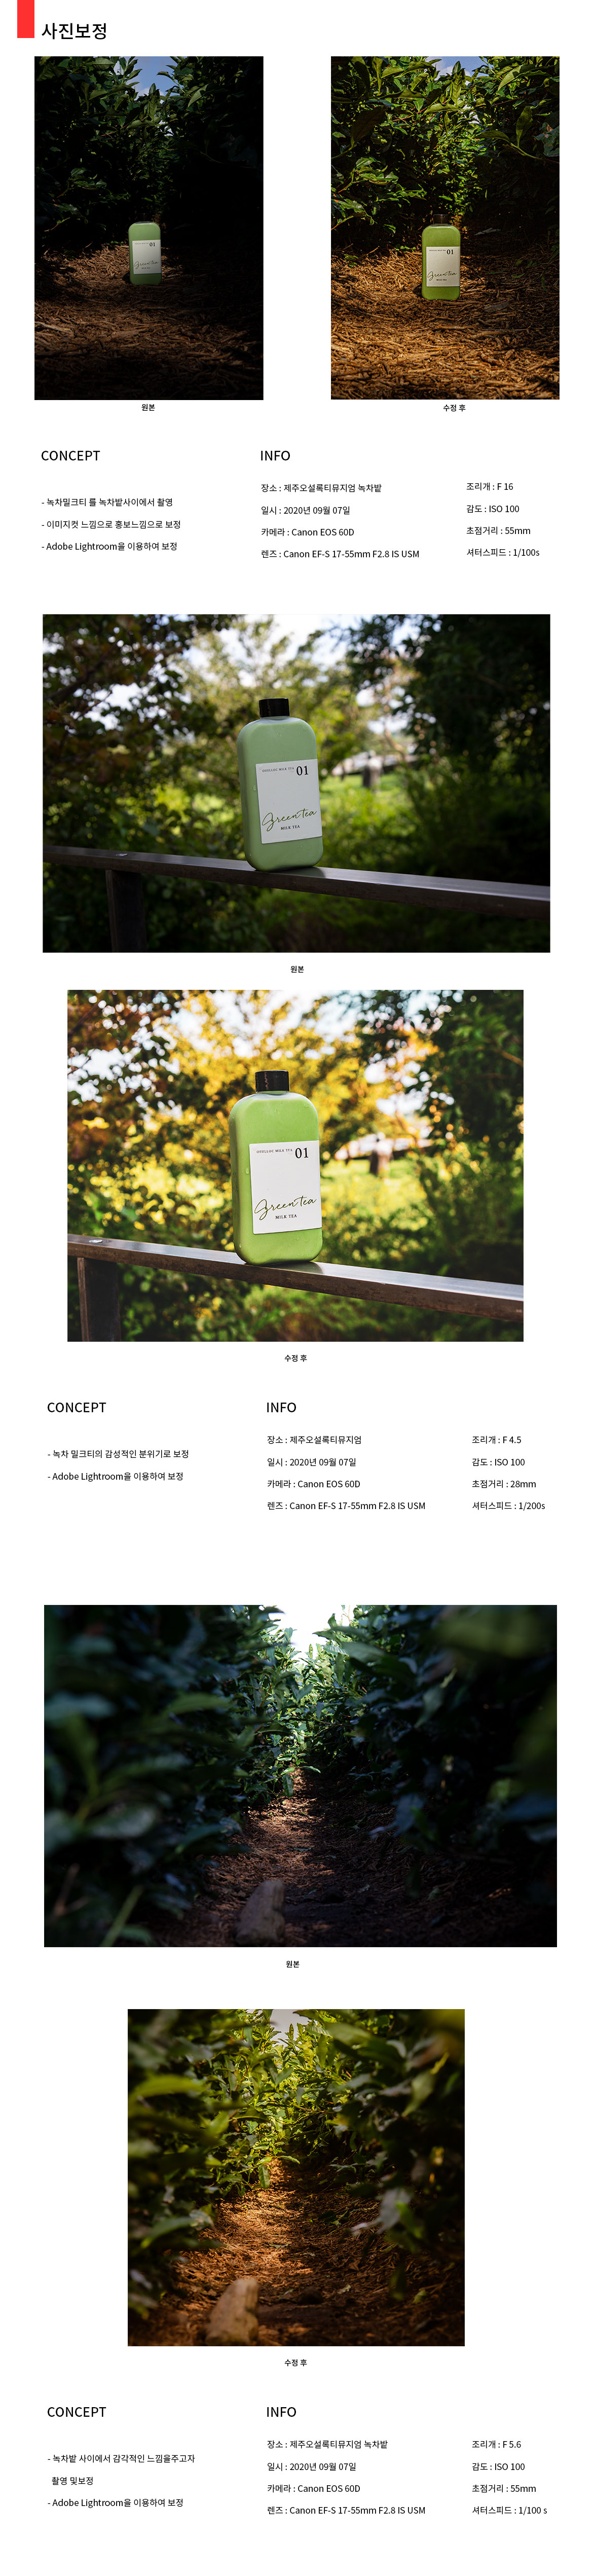 사진보정
01
Green tea
01
Green tea
MILK TEA
원본
수정 후
CONCEPT
- 녹차밀크티 를 녹차밭사이에서 촬영
- 이미지컷 느낌으로 홍보느낌으로 보정
- Adobe Lightroom을 이용하여 보정
INFO
장소 : 제주오설록티뮤지엄 녹차밭
일시 : 2020년 09월 07일
카메라 : Canon EOS 60D
렌즈 : Canon EF-S 17-55mm F2.8 IS USM
조리개 : F 16
감도 : ISO 100
초점거리 : 55mm
셔터스피드 : 1/100s
OSULLOC MILK TEA 01
Green tea
MILK TEA
원본
OSULLOC MILK TEA 01
Green tea
MILK TEA
수정 후
CONCEPT
- 녹차 밀크티의 감성적인 분위기로 보정
- Adobe Lightroom을 이용하여 보정
INFO
장소 : 제주오설록티뮤지엄
일시 : 2020년 09월 07일
카메라 : Canon EOS 60D
렌즈 : Canon EF-S 17-55mm F2.8 IS USM
조리개 : F 4.5
감도 : ISO 100
초점거리 : 28mm
셔터스피드 : 1/200s
원본
수정 후
CONCEPT
- 녹차밭 사이에서 감각적인 느낌을주고자
촬영 및보정
- Adobe Lightroom을 이용하여 보정
INFO
장소 : 제주오설록티뮤지엄 녹차밭
일시 : 2020년 09월 07일
카메라 : Canon EOS 60D
렌즈 : Canon EF-S 17-55mm F2.8 IS USM
조리개 : F 5.6
감도 : ISO 100
초점거리 : 55mm
셔터스피드 : 1/100 s